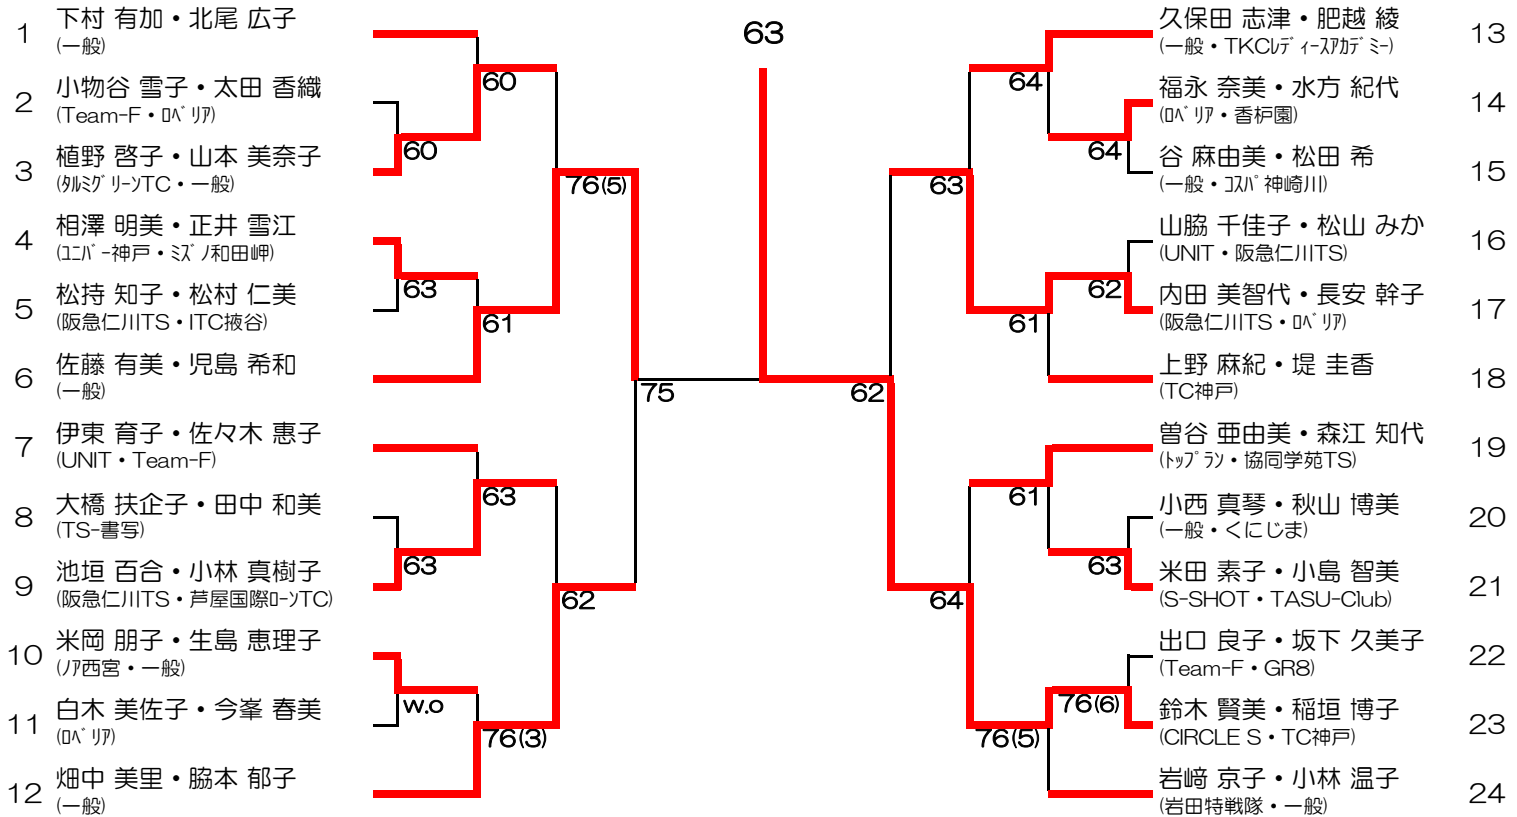 63
1
下村 有加・北尾 広子
(一般)
2
小物谷 雪子・太田 香織
(Team-F・ﾛﾍﾞﾘｱ)
3
植野 啓子・山本 美奈子
(ﾀﾙﾐｸﾞﾘｰﾝTC・一般)
4
相澤 明美・正井 雪江
(ﾕﾆﾊﾞｰ神戸・ﾐｽﾞﾉ和田岬)
5
松持 知子・松村 仁美
(阪急仁川TS・ITC掖谷)
6
佐藤 有美・児島 希和
(一般)
7
伊東 育子・佐々木 惠子
(UNIT・Team-F)
8
大橋 扶企子・田中 和美
(TS-書写)
9
池垣 百合・小林 真樹子
(阪急仁川TS・芦屋国際ﾛｰﾝTC)
10
米岡 朋子・生島 恵理子
(ﾉｱ西宮・一般)
11
白木 美佐子・今峯 春美
(ﾛﾍﾞﾘｱ)
12
畑中 美里・脇本 郁子
(一般)
60
60
76(5)
63
61
75
63
63
62
w.o
76(3)
久保田 志津・肥越 綾
(一般・TKCﾚﾃﾞｨｰｽｱｶﾃﾞﾐｰ)
13
福永 奈美・水方 紀代
(ﾛﾍﾞﾘｱ・香枦園)
14
谷 麻由美・松田 希
(一般・ｺｽﾊﾟ神崎川)
15
山脇 千佳子・松山 みか
(UNIT・阪急仁川TS)
16
内田 美智代・長安 幹子
(阪急仁川TS・ﾛﾍﾞﾘｱ)
17
上野 麻紀・堤 圭香
(TC神戸)
18
曽谷 亜由美・森江 知代
(ﾄｯﾌﾟﾗﾝ・協同学苑TS)
19
小西 真琴・秋山 博美
(一般・くにじま)
20
米田 素子・小島 智美
(S-SHOT・TASU-Club)
21
出口 良子・坂下 久美子
(Team-F・GR8)
22
鈴木 賢美・稲垣 博子
(CIRCLE S・TC神戸)
23
岩﨑 京子・小林 温子
(岩田特戦隊・一般)
24
64
64
63
62
61
62
61
63
64
76(6)
76(5)